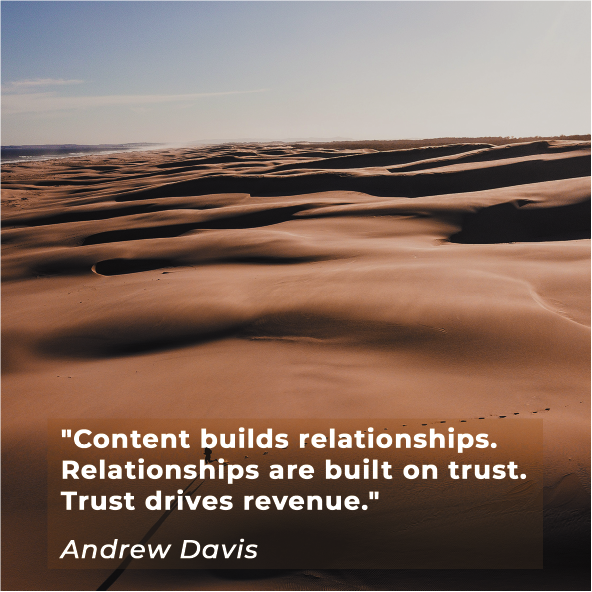 "Content builds relationships.
Relationships are built on trust.
Trust drives revenue."
Andrew Davis